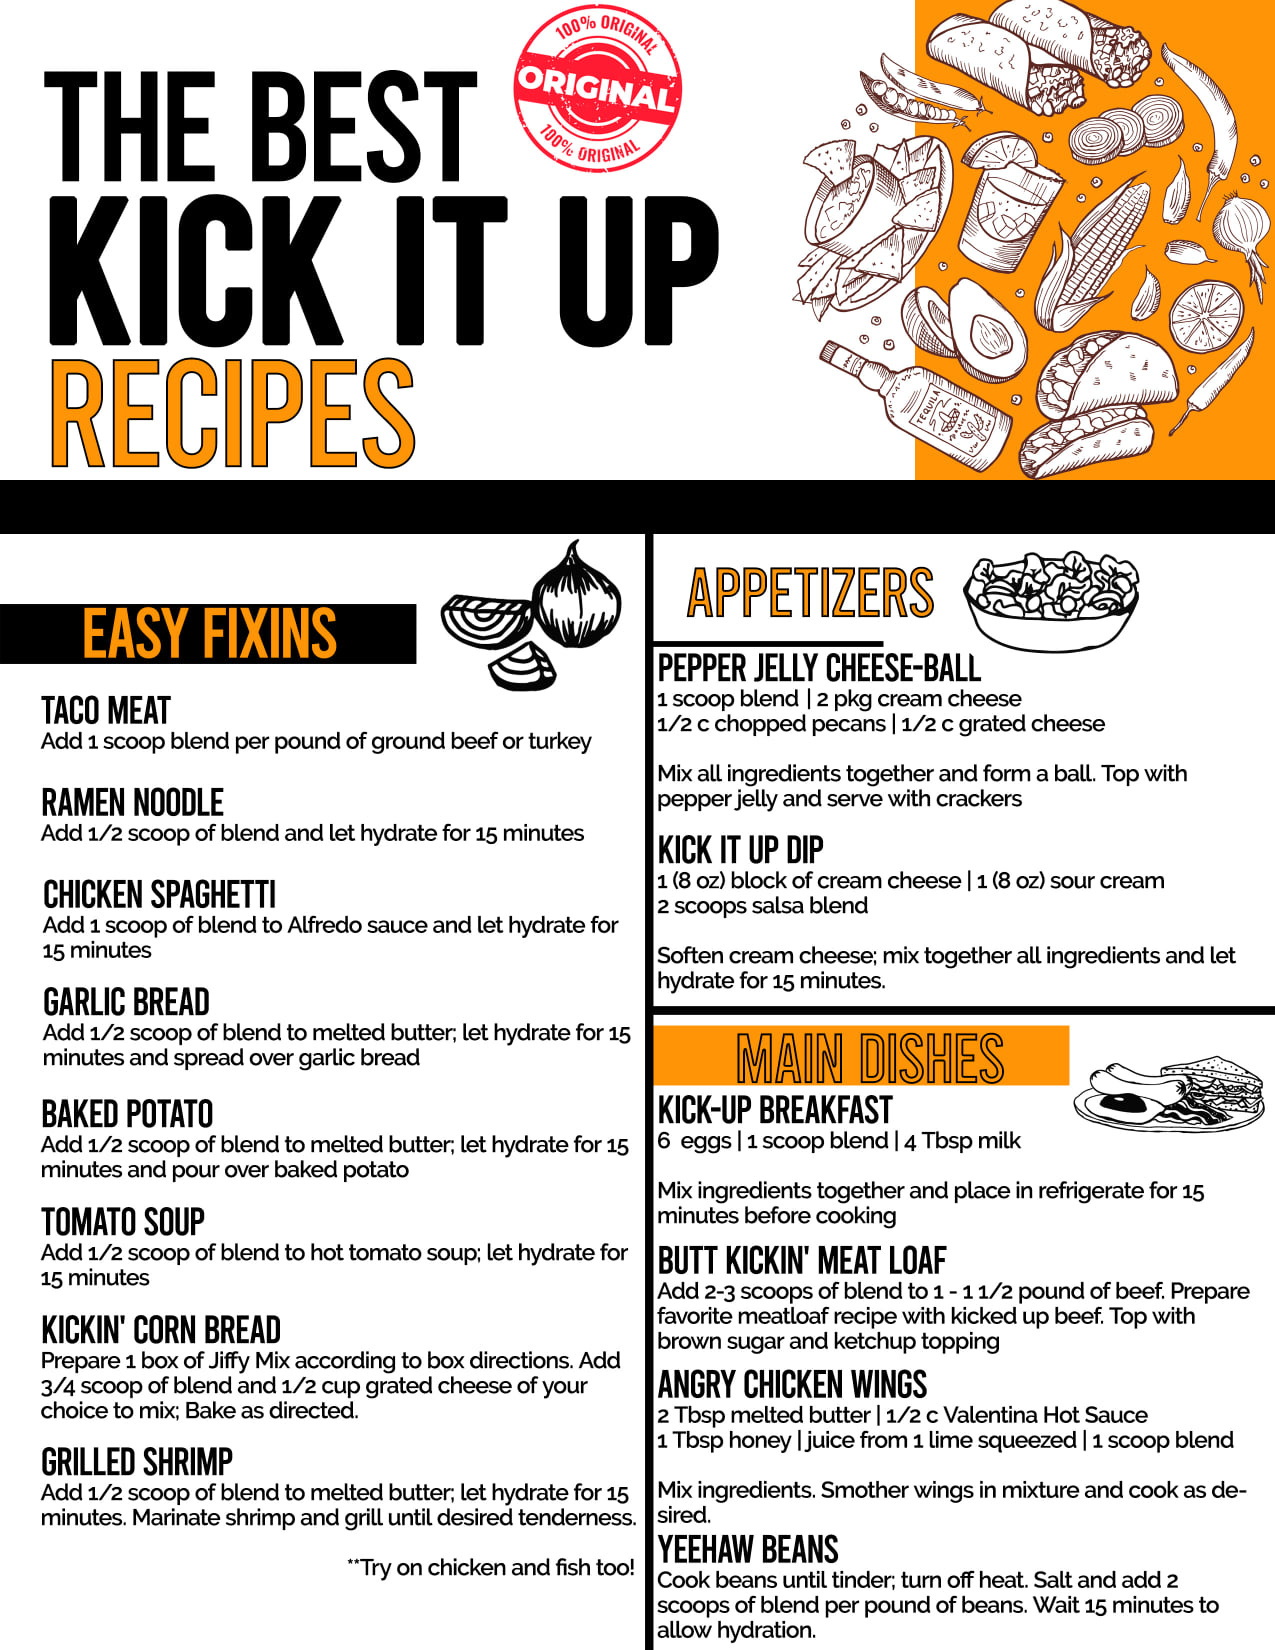 100% ORIGINAL
ORIGINAL
100% ORIGINAL
THE BEST
KICK IT UP
RECIPES
TEQUILA
EASY FIXINS
TACO MEAT
Add 1 scoop blend per pound of ground beef or turkey
RAMEN NOODLE
Add 1/2 scoop of blend and let hydrate for 15 minutes
CHICKEN SPAGHETTI
Add 1 scoop of blend to Alfredo sauce and let hydrate for
15 minutes
GARLIC BREAD
Add 1/2 scoop of blend to melted butter; let hydrate for 15
minutes and spread over garlic bread
BAKED POTATO
Add 1/2 scoop of blend to melted butter; let hydrate for 15
minutes and pour over baked potato
TOMATO SOUP
Add 1/2 scoop of blend to hot tomato soup; let hydrate for
15 minutes
KICKIN' CORN BREAD
Prepare 1 box of Jiffy Mix according to box directions. Add
3/4 scoop of blend and 1/2 cup grated cheese of your
choice to mix; Bake as directed.
GRILLED SHRIMP
Add 1/2 scoop of blend to melted butter; let hydrate for 15
minutes. Marinate shrimp and grill until desired tenderness.
**Try on chicken and fish too!
APPETIZERS
PEPPER JELLY CHEESE-BALL
1 scoop blend | 2 pkg cream cheese
1/2 c chopped pecans | 1/2 c grated cheese
Mix all ingredients together and form a ball. Top with
pepper jelly and serve with crackers
KICK IT UP DIP
1 (8 oz) block of cream cheese | 1 (8 oz) sour cream
2 scoops salsa blend
Soften cream cheese; mix together all ingredients and let
hydrate for 15 minutes.
MAIN DISHES
KICK-UP BREAKFAST
6 eggs | 1 scoop blend | 4 Tbsp milk
Mix ingredients together and place in refrigerate for 15
minutes before cooking
BUTT KICKIN' MEAT LOAF
Add 2-3 scoops of blend to 1 - 1 1/2 pound of beef. Prepare
favorite meatloaf recipe with kicked up beef. Top with
brown sugar and ketchup topping
ANGRY CHICKEN WINGS
2 Tbsp melted butter | 1/2 c Valentina Hot Sauce
1 Tbsp honey | juice from 1 lime squeezed | 1 scoop blend
Mix ingredients. Smother wings in mixture and cook as de-
sired.
YEEHAW BEANS
Cook beans until tinder; turn off heat. Salt and add 2
scoops of blend per pound of beans. Wait 15 minutes to
allow hydration.